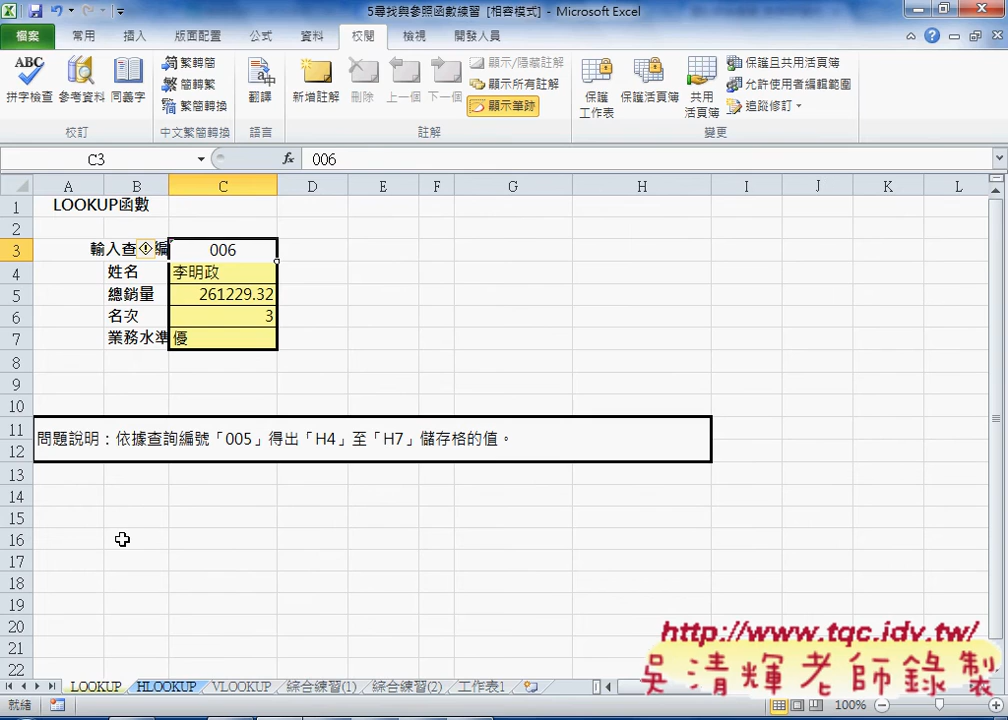 5尋找與參照函數練習 [相容模式] - Microsoft Excel
檔案 常用 插入 版面配置 公式 資料 校閱 檢視 開發人員
ABC
拼字檢查 參考資料 同義字
校訂
繁轉簡
簡轉繁
繁簡轉換
中文繁簡轉換
翻譯
語言
新增註解 刪除 上一個 下一個
顯示/隱藏註解
顯示所有註解
顯示筆跡
註解
保護
工作表
保護活頁簿
共用
活頁簿
保護且共用活頁簿
允許使用者編輯範圍
追蹤修訂
變更
C3 fx 006
A B C D E F G H I J K L
1 LOOKUP函數
2
3 輸入查 編 006
4 姓名 李明政
5 總銷量 261229.32
6 名次 3
7 業務水準 優
8
9
10
11 問題說明：依據查詢編號「005」得出「H4」至「H7」儲存格的值。
12
13
14
15
16
17
18
19
20
21
22
http://www.tqc.idv.tw/
吳清輝老師錄製
LOOKUP HLOOKUP VLOOKUP 綜合練習(1) 綜合練習(2) 工作表1
就緒 100%